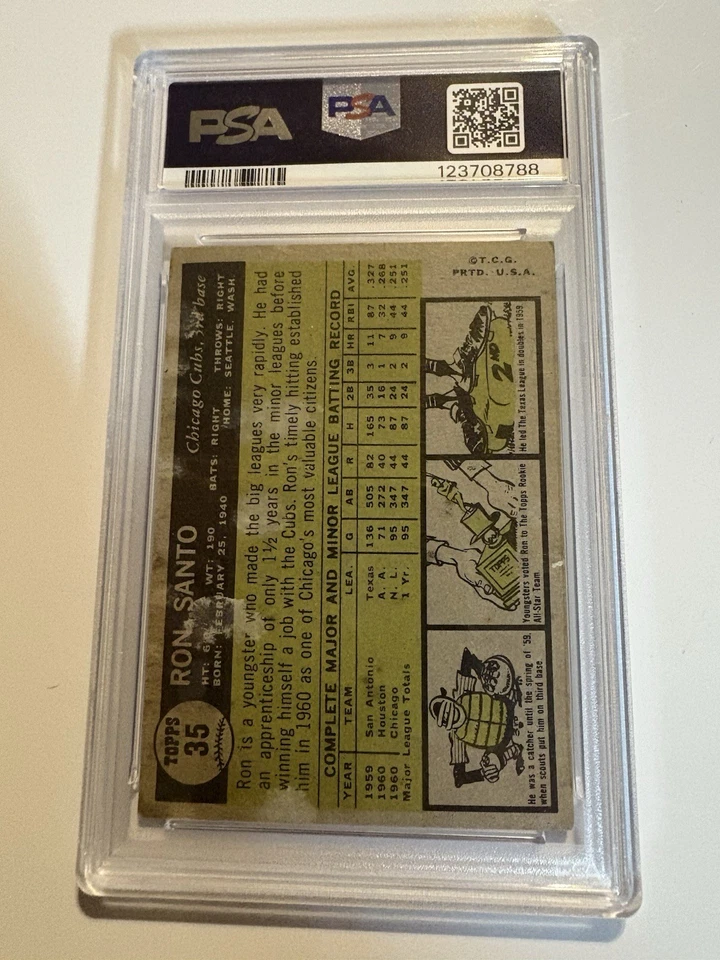 PSA
PSA
123708788
TOPPS
35
RON SANTO
Chicago Cubs, 3rd base
WT: 190
THROWS: RIGHT
BORN: FEBRUARY 25, 1940 BATS: RIGHT HOME: SEATTLE, WASH.
Ron is a youngster who made the big leagues very rapidly. He had
an apprenticeship of only 1½ years in the minor leagues before
winning himself a job with the Cubs. Ron's timely hitting established
him in 1960 as one of Chicago's most valuable citizens.
COMPLETE MAJOR AND MINOR LEAGUE BATTING RECORD
YEAR TEAM LEA. G AB R H 2B 3B HR RBI AVG.
1959 San Antonio Texas 136 505 82 165 35 3 11 87 .327
1960 Houston A. A. 71 272 40 73 16 1 7 32 .268
1960 Chicago N. L. 95 347 44 87 24 2 9 44 .251
Major League Totals 1 Yr. 95 347 44 87 24 2 9 44 .251
He was a catcher until the spring of '59,
when scouts put him on third base.
TOPPS
Youngsters voted Ron to The Topps Rookie
All-Star Team
2ND
He led The Texas League in doubles in 1959.
©T.C.G.
PRTD. U.S.A.